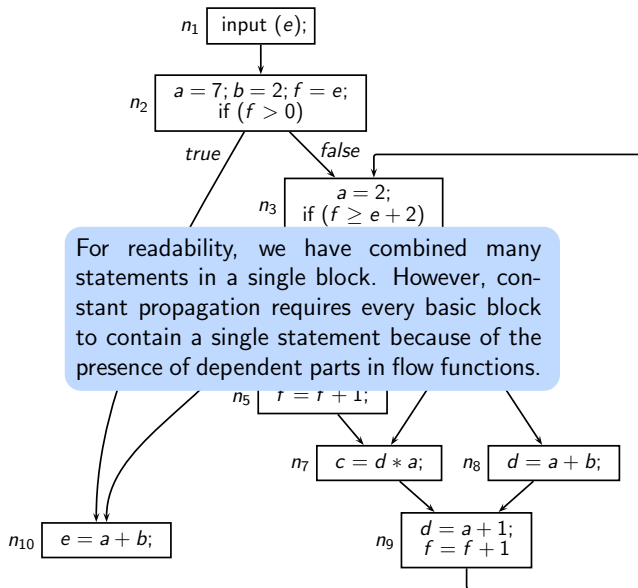 n1 input (e);
n2 a = 7; b = 2; f = e;
if (f > 0)
true
false
n3 a = 2;
if (f ≥ e + 2)
For readability, we have combined many
statements in a single block. However, con-
stant propagation requires every basic block
to contain a single statement because of the
presence of dependent parts in flow functions.
n5 f = f + 1;
n7 c = d ∗ a;
n8 d = a + b;
n10 e = a + b;
n9 d = a + 1;
f = f + 1